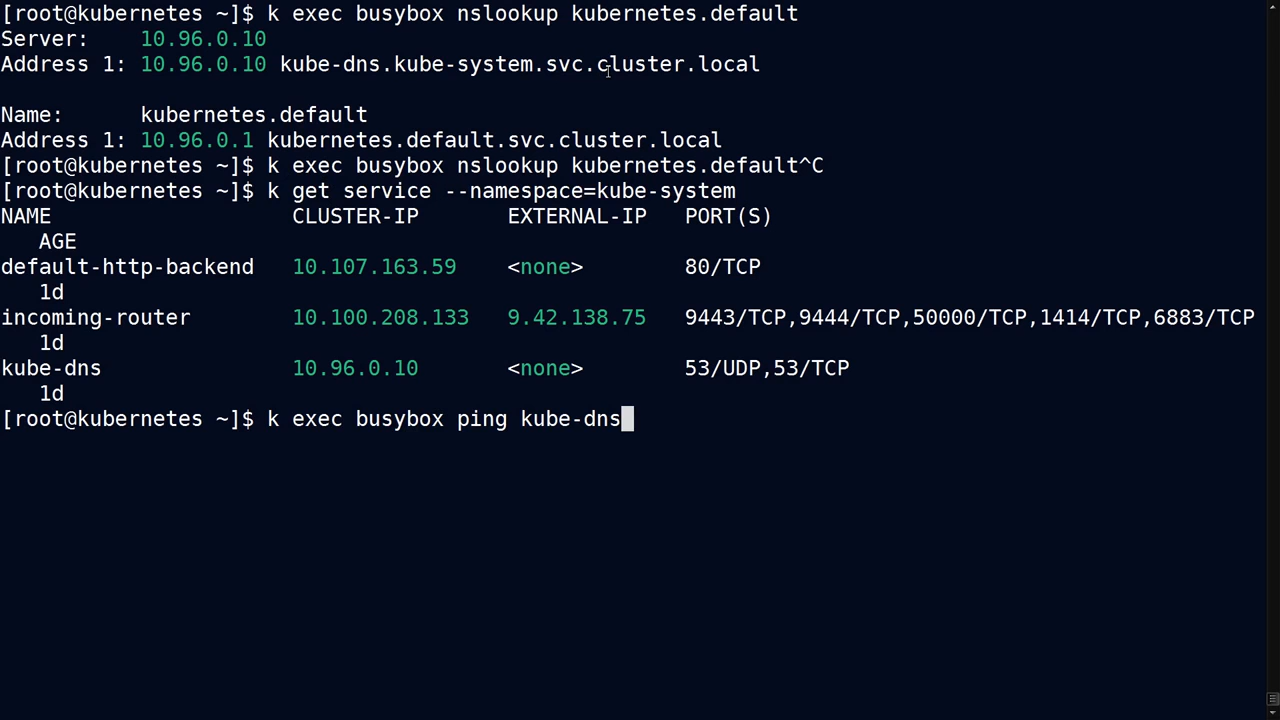 [root@kubernetes ~]$ k exec busybox nslookup kubernetes.default
Server:    10.96.0.10
Address 1: 10.96.0.10 kube-dns.kube-system.svc.cluster.local

Name:      kubernetes.default
Address 1: 10.96.0.1 kubernetes.default.svc.cluster.local
[root@kubernetes ~]$ k exec busybox nslookup kubernetes.default^C
[root@kubernetes ~]$ k get service --namespace=kube-system
NAME                   CLUSTER-IP       EXTERNAL-IP   PORT(S)
   AGE
default-http-backend   10.107.163.59    <none>        80/TCP
   1d
incoming-router        10.100.208.133   9.42.138.75   9443/TCP,9444/TCP,50000/TCP,1414/TCP,6883/TCP
   1d
kube-dns               10.96.0.10       <none>        53/UDP,53/TCP
   1d
[root@kubernetes ~]$ k exec busybox ping kube-dns